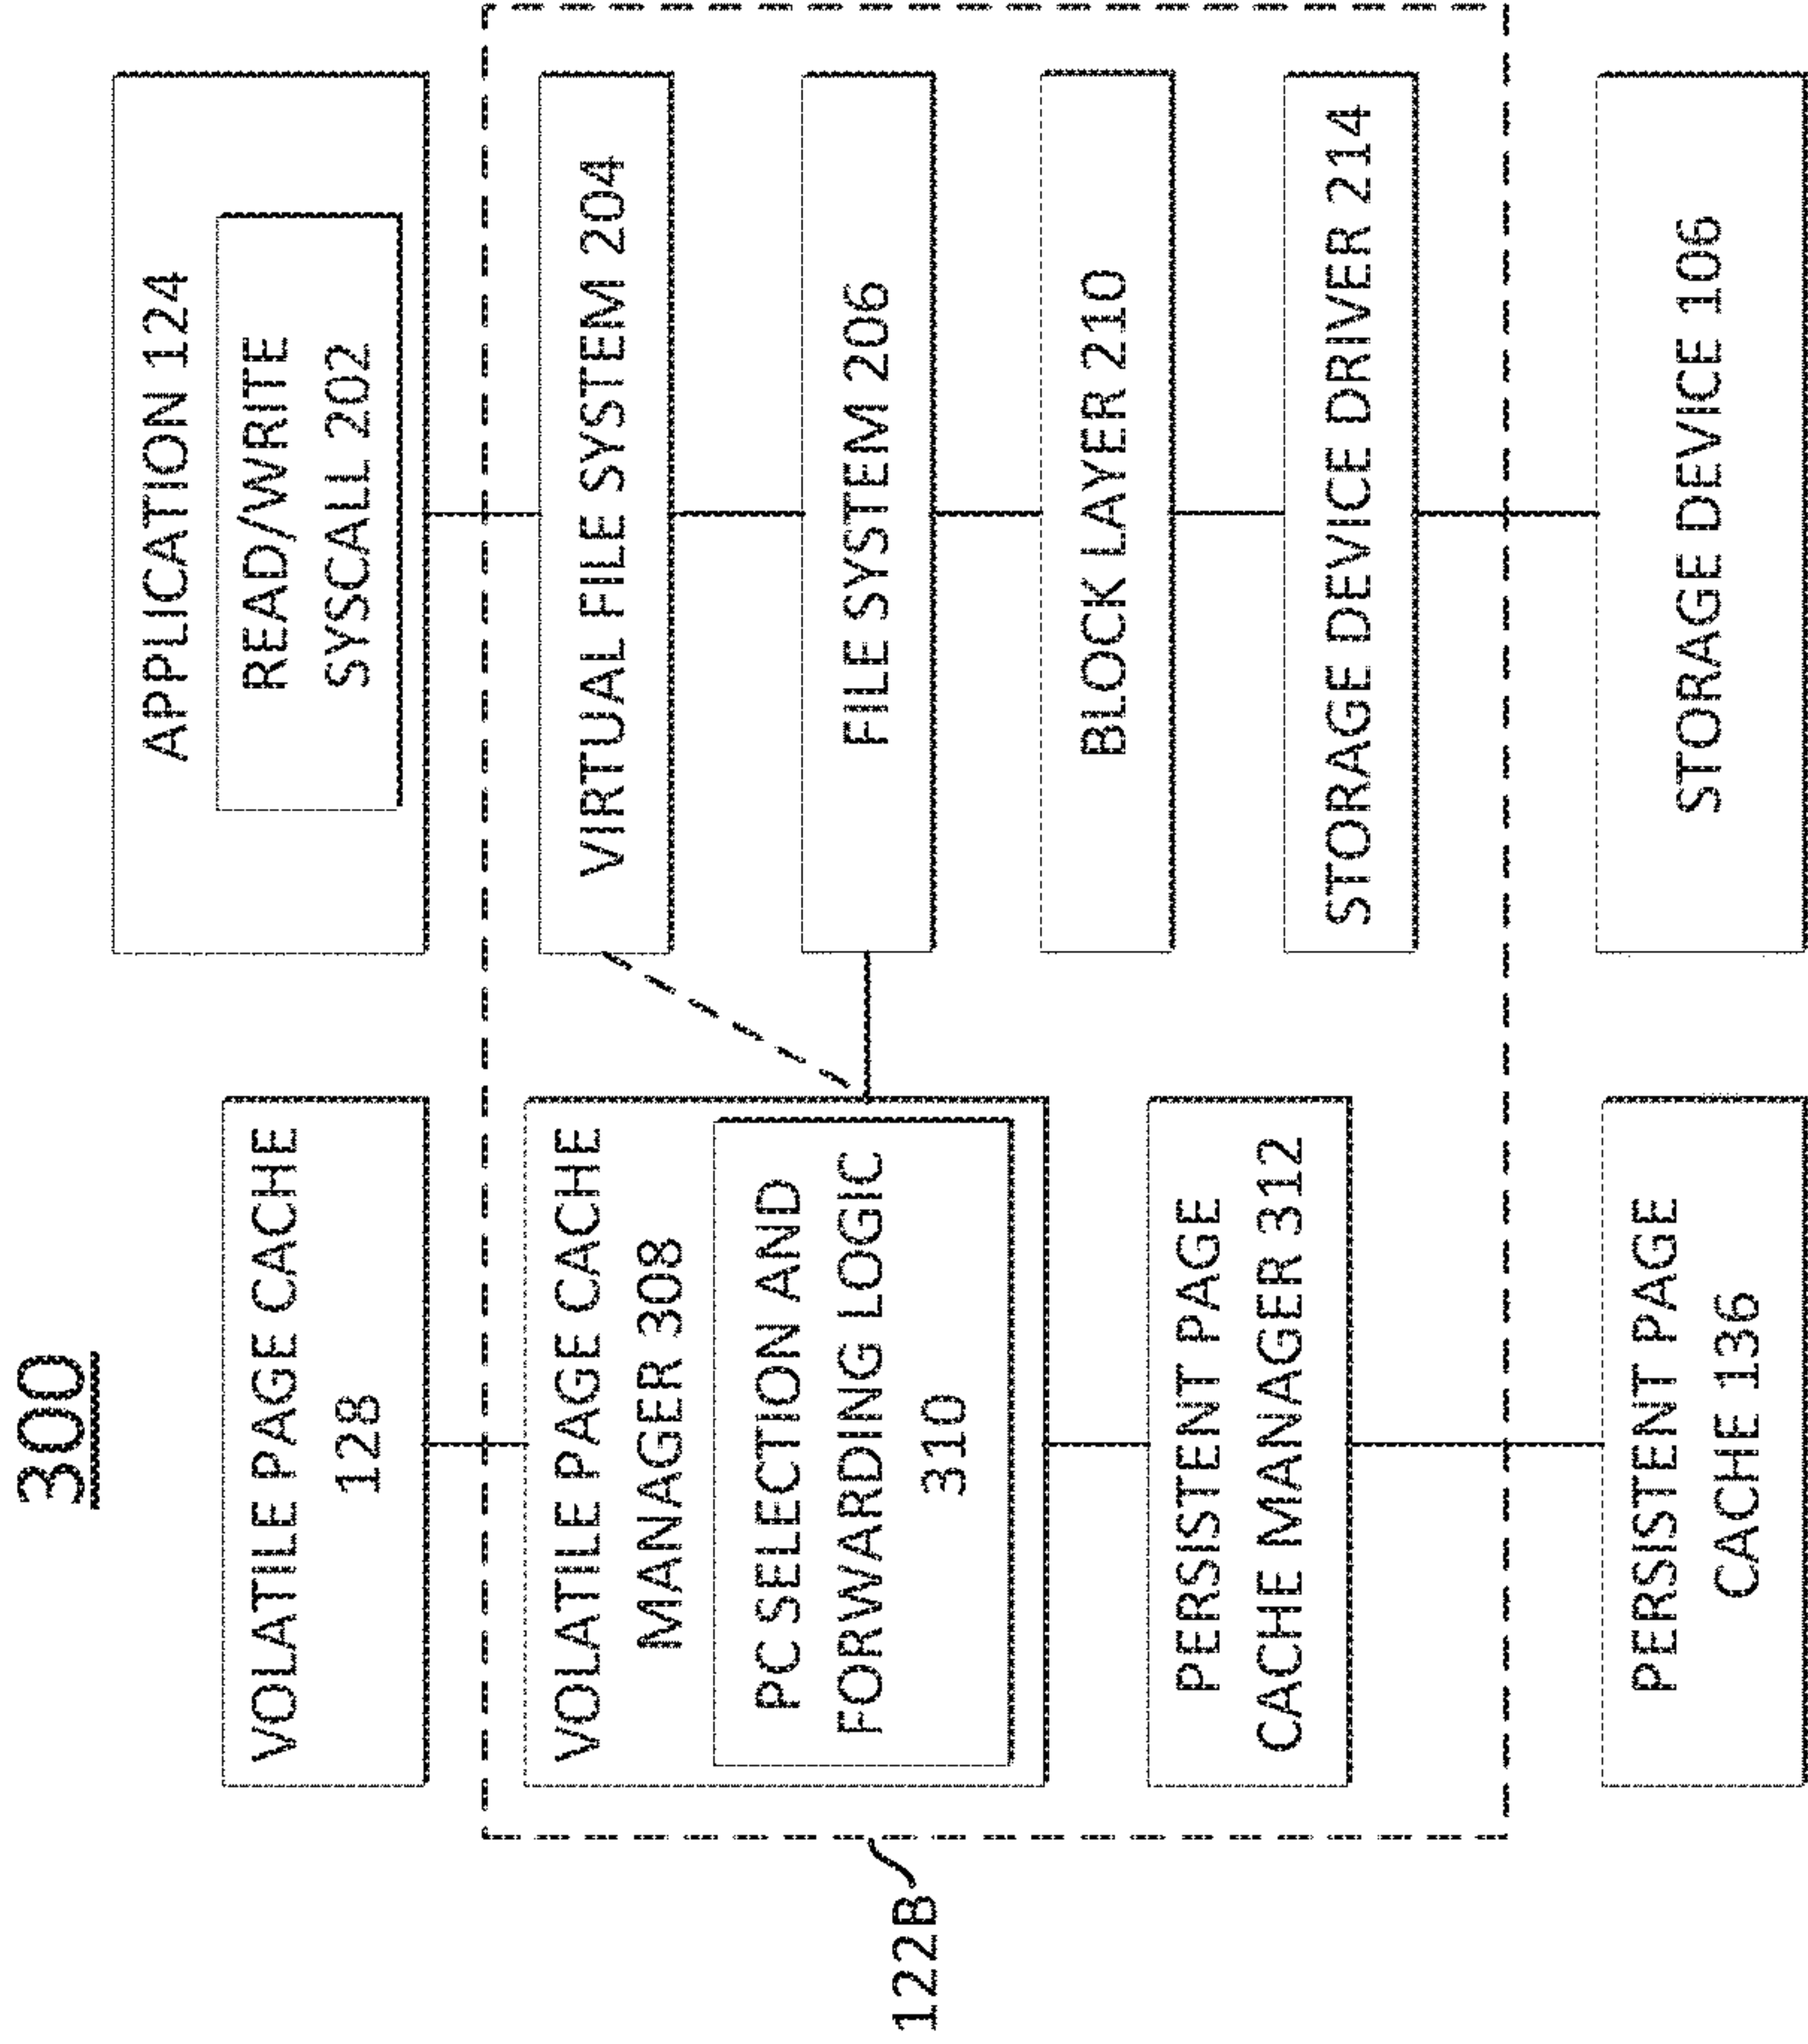 300
VOLATILE PAGE CACHE
128
VOLATILE PAGE CACHE
MANAGER 308
PC SELECTION AND
FORWARDING LOGIC
310
PERSISTENT PAGE
CACHE MANAGER 312
PERSISTENT PAGE
CACHE 136
122B
APPLICATION 124
READ/WRITE
SYSCALL 202
VIRTUAL FILE SYSTEM 204
FILE SYSTEM 206
BLOCK LAYER 210
STORAGE DEVICE DRIVER 214
STORAGE DEVICE 106